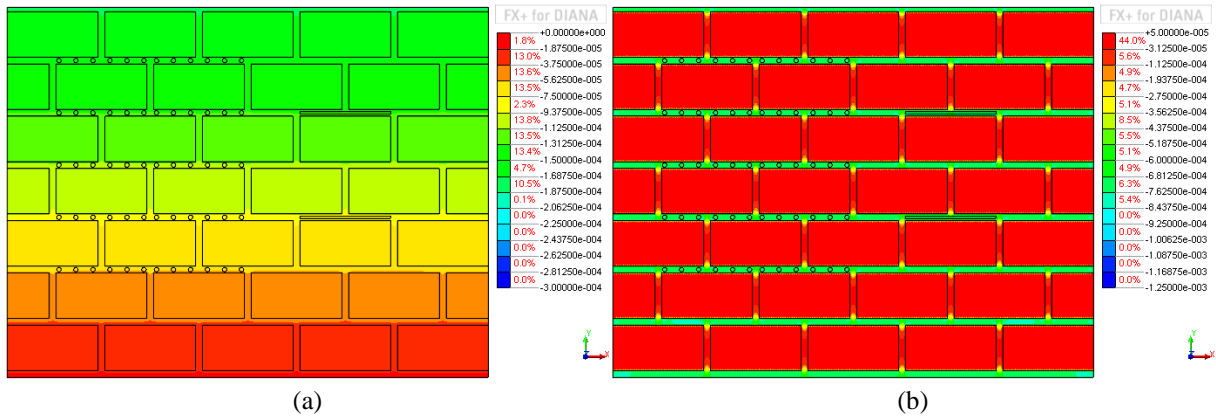 FX+ for DIANA
+0.00000e+000
1.8%
-1.87500e-005
13.0%
-3.75000e-005
13.6%
-5.62500e-005
13.5%
-7.50000e-005
2.3%
-9.37500e-005
13.8%
-1.12500e-004
13.5%
-1.31250e-004
13.4%
-1.50000e-004
4.7%
-1.68750e-004
10.5%
-1.87500e-004
0.1%
-2.06250e-004
0.0%
-2.25000e-004
0.0%
-2.43750e-004
0.0%
-2.62500e-004
0.0%
-2.81250e-004
0.0%
-3.00000e-004
Y
Z
X
(a)
FX+ for DIANA
+5.00000e-005
44.0%
-3.12500e-005
5.6%
-1.12500e-004
4.9%
-1.93750e-004
4.7%
-2.75000e-004
5.1%
-3.56250e-004
8.5%
-4.37500e-004
5.5%
-5.18750e-004
5.1%
-6.00000e-004
4.9%
-6.81250e-004
6.3%
-7.62500e-004
5.4%
-8.43750e-004
0.0%
-9.25000e-004
0.0%
-1.00625e-003
0.0%
-1.08750e-003
0.0%
-1.16875e-003
0.0%
-1.25000e-003
Y
Z
X
(b)